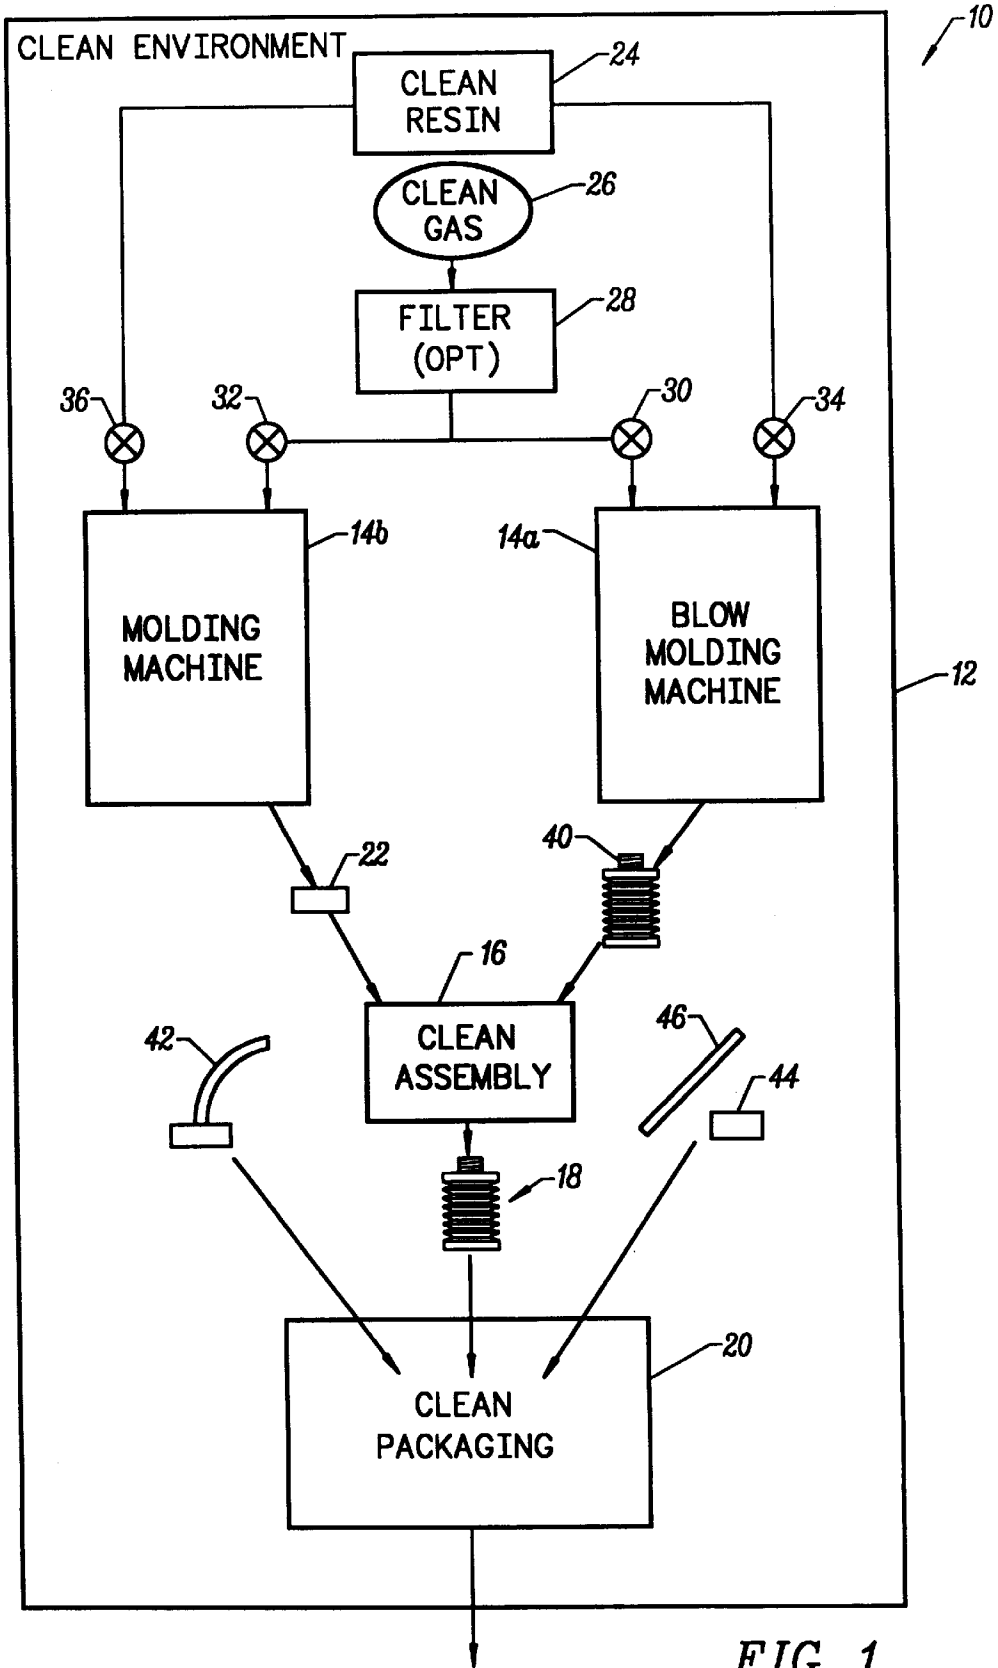 10
CLEAN ENVIRONMENT
24
CLEAN
RESIN
26
CLEAN
GAS
28
FILTER
(OPT)
36
32
30
34
14b
14a
MOLDING
MACHINE
BLOW
MOLDING
MACHINE
12
40
22
16
CLEAN
ASSEMBLY
42
46
44
18
20
CLEAN
PACKAGING
FIG. 1